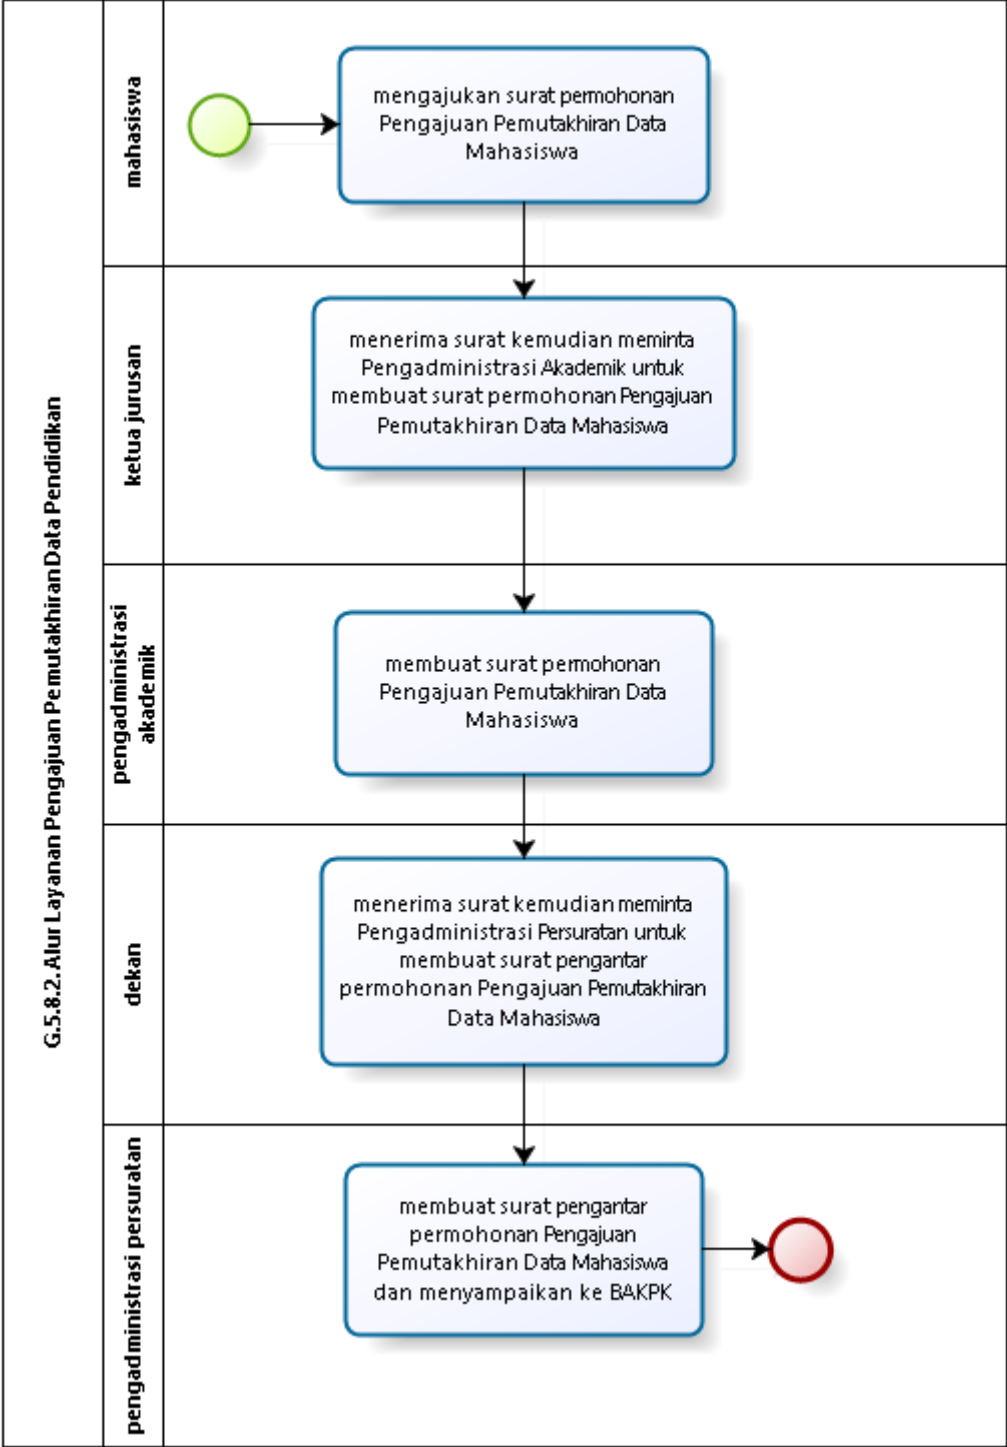 G.5.8.2. Alur Layanan Pengajuan Pemutakhiran Data Pendidikan
mahasiswa
mengajukan surat permohonan
Pengajuan Pemutakhiran Data
Mahasiswa
ketua jurusan
menerima surat kemudian meminta
Pengadministrasi Akademik untuk
membuat surat permohonan Pengajuan
Pemutakhiran Data Mahasiswa
pengadministrasi
akademik
membuat surat permohonan
Pengajuan Pemutakhiran Data
Mahasiswa
dekan
menerima surat kemudian meminta
Pengadministrasi Persuratan untuk
membuat surat pengantar
permohonan Pengajuan Pemutakhiran
Data Mahasiswa
pengadministrasi persuratan
membuat surat pengantar
permohonan Pengajuan
Pemutakhiran Data Mahasiswa
dan menyampaikan ke BAKPK